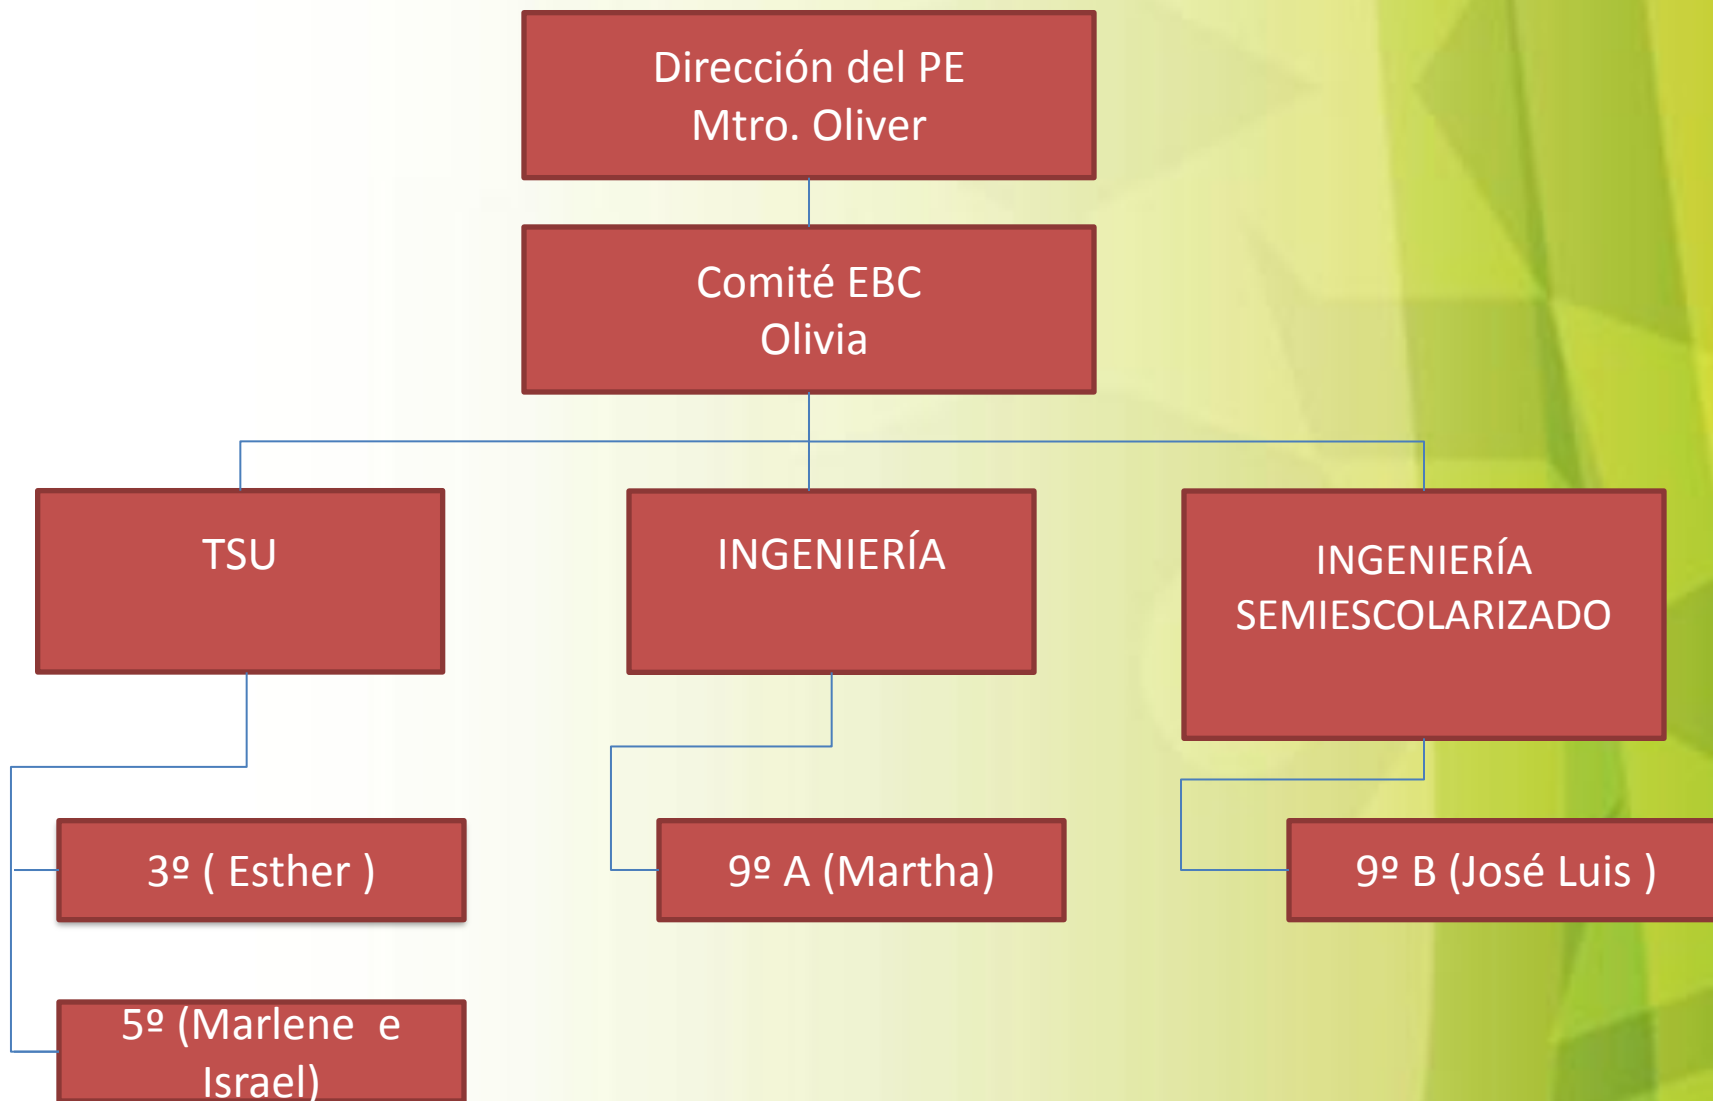 Dirección del PE
Mtro. Oliver
Comité EBC
Olivia
TSU
INGENIERÍA
INGENIERÍA
SEMIESCOLARIZADO
3º ( Esther )
9º A (Martha)
9º B (José Luis )
5º (Marlene  e
Israel)